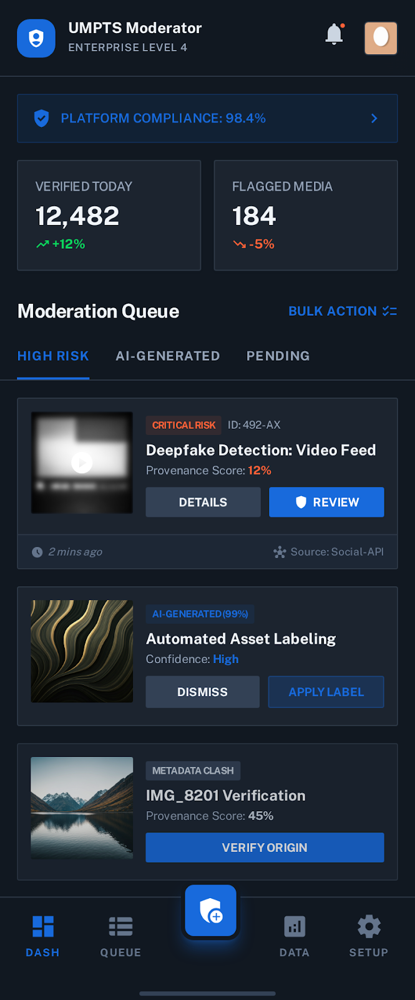 UMPTS Moderator
ENTERPRISE LEVEL 4
PLATFORM COMPLIANCE: 98.4%
VERIFIED TODAY
12,482
+12%
FLAGGED MEDIA
184
-5%
Moderation Queue
BULK ACTION
HIGH RISK
AI-GENERATED
PENDING
CRITICAL RISK
ID: 492-AX
Deepfake Detection: Video Feed
Provenance Score: 12%
DETAILS
REVIEW
2 mins ago
Source: Social-API
AI-GENERATED (99%)
Automated Asset Labeling
Confidence: High
DISMISS
APPLY LABEL
METADATA CLASH
IMG_8201 Verification
Provenance Score: 45%
VERIFY ORIGIN
DASH
QUEUE
DATA
SETUP